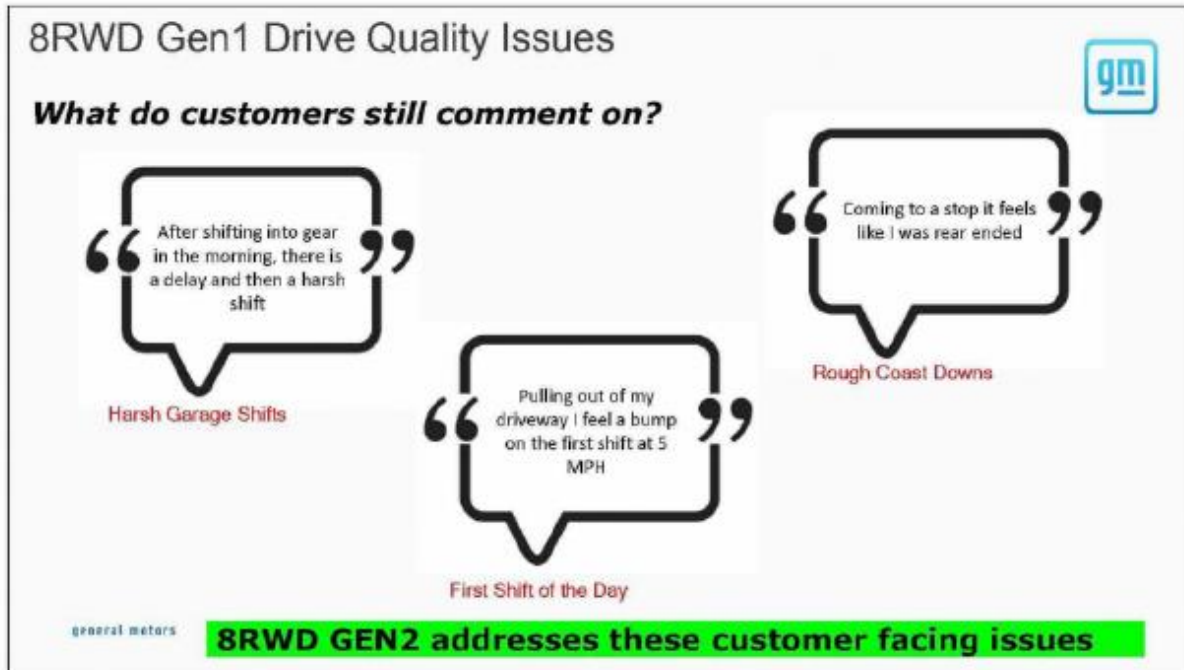 8RWD Gen1 Drive Quality Issues
gm
What do customers still comment on?
After shifting into gear
in the morning, there is
a delay and then a harsh
shift
Harsh Garage Shifts
Pulling out of my
driveway I feel a bump
on the first shift at 5
MPH
First Shift of the Day
Coming to a stop it feels
like I was rear ended
Rough Coast Downs
general motors
8RWD GEN2 addresses these customer facing issues